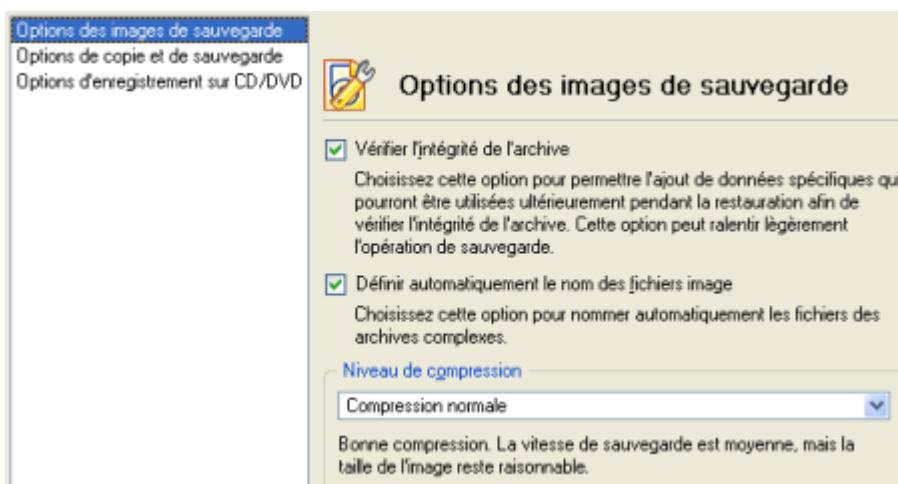 Options des images de sauvegarde
Options de copie et de sauvegarde
Options d'enregistrement sur CD/DVD
Options des images de sauvegarde
Vérifier l'intégrité de l'archive
Choisissez cette option pour permettre l'ajout de données spécifiques qu
pourront être utilisées ultérieurement pendant la restauration afin de
vérifier l'intégrité de l'archive. Cette option peut ralentir lègèrement
l'opération de sauvegarde.
Définir automatiquement le nom des fichiers image
Choisissez cette option pour nommer automatiquement les fichiers des
archives complexes.
Niveau de compression
Compression normale
Bonne compression. La vitesse de sauvegarde est moyenne, mais la
taille de l'image reste raisonnable.